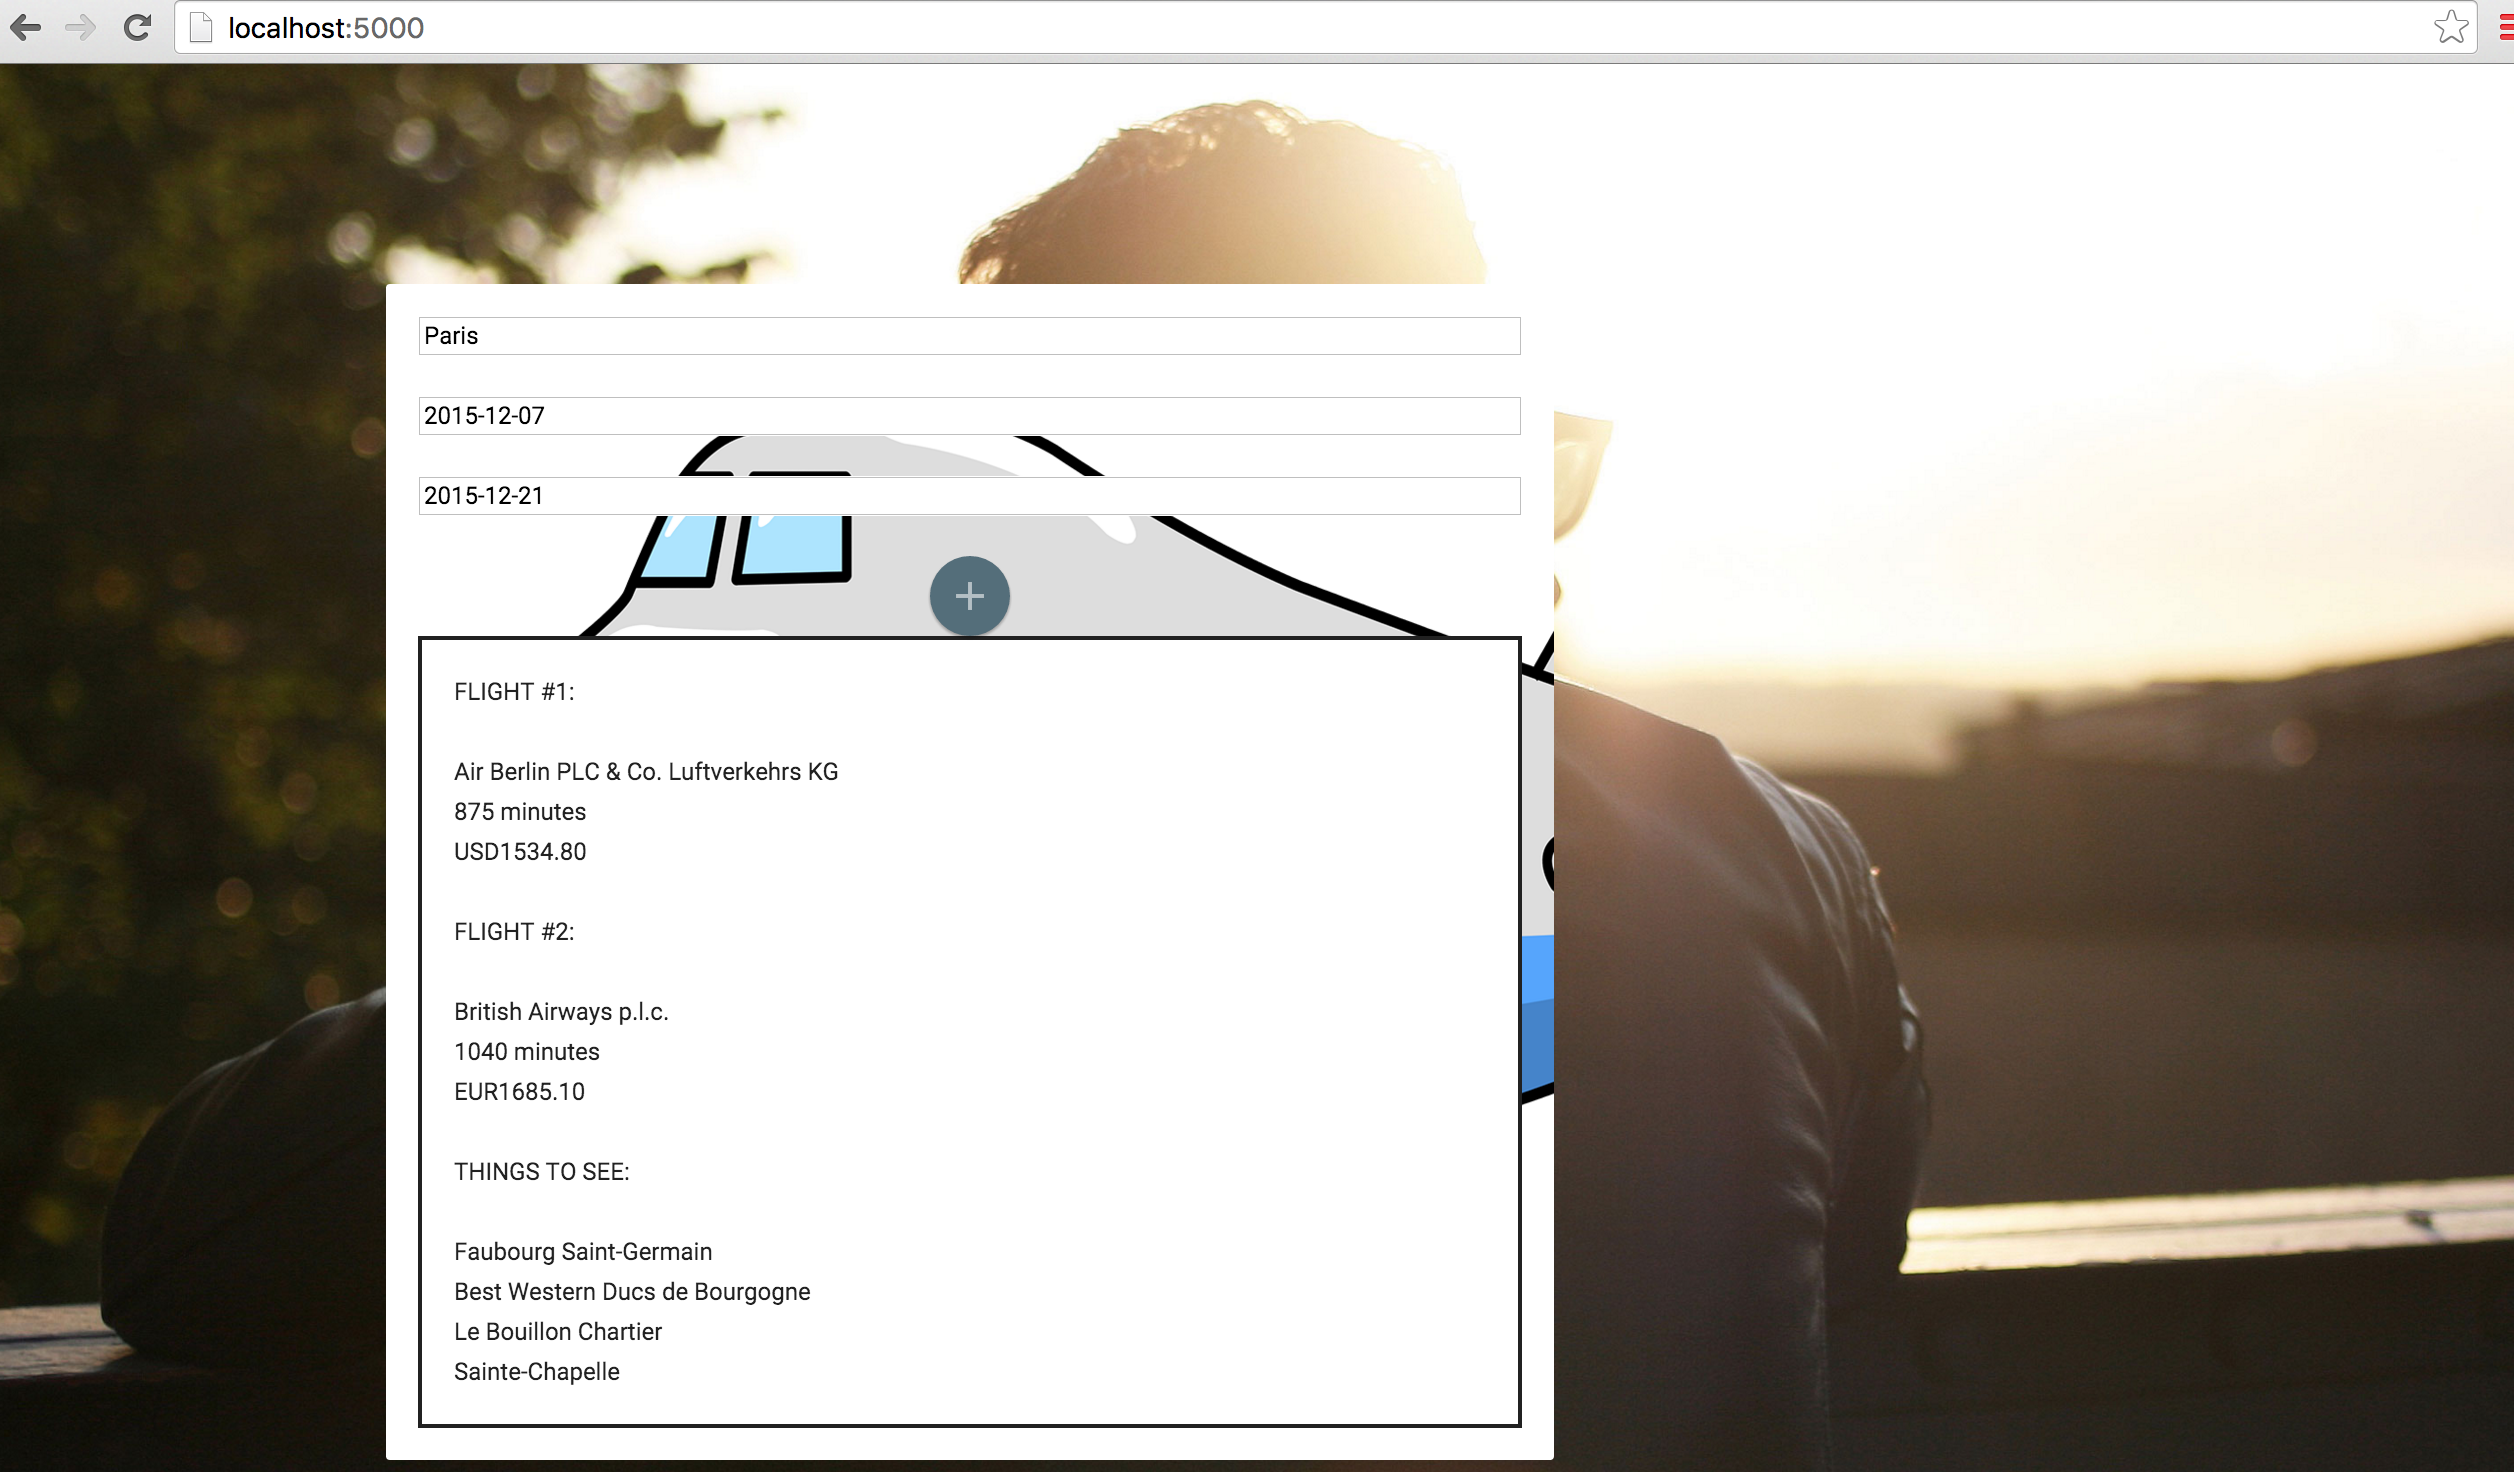 localhost:5000
Paris
2015-12-07
2015-12-21
FLIGHT #1:
Air Berlin PLC & Co. Luftverkehrs KG
875 minutes
USD1534.80
FLIGHT #2:
British Airways p.l.c.
1040 minutes
EUR1685.10
THINGS TO SEE:
Faubourg Saint-Germain
Best Western Ducs de Bourgogne
Le Bouillon Chartier
Sainte-Chapelle